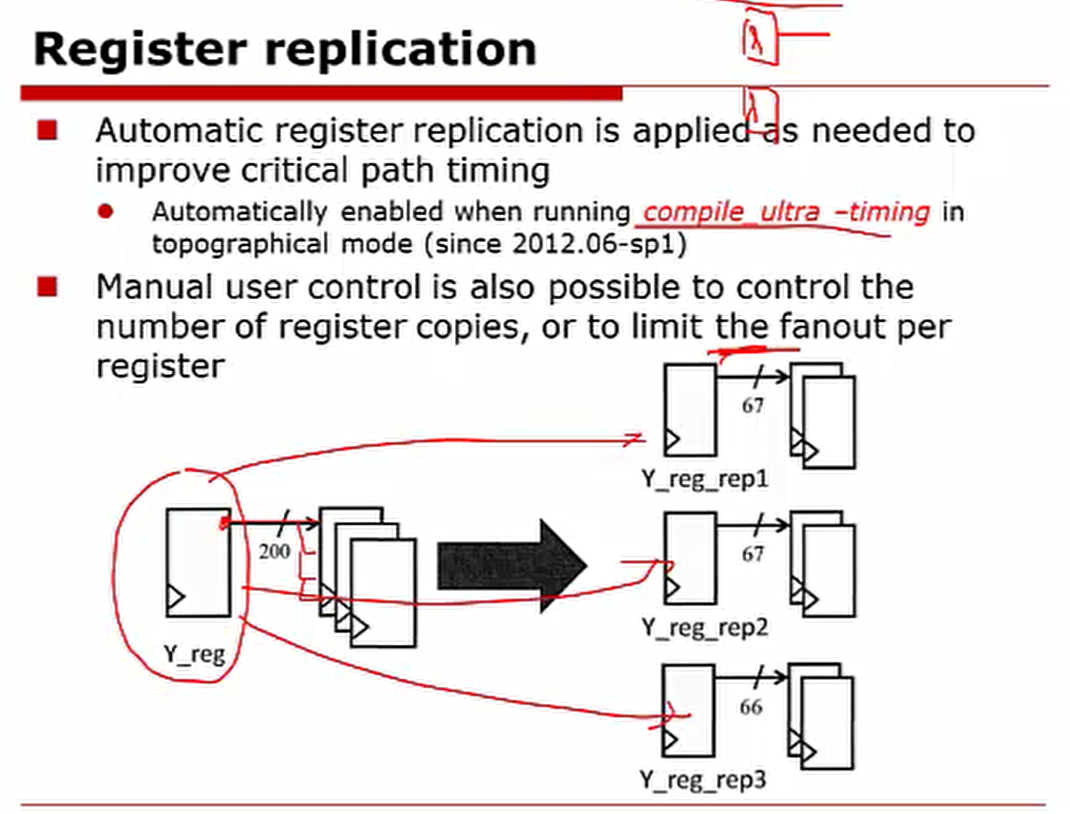 Register replication
Automatic register replication is applied as needed to
improve critical path timing
Automatically enabled when running compile_ultra –timing in
topographical mode (since 2012.06-sp1)
Manual user control is also possible to control the
number of register copies, or to limit the fanout per
register
67
Y_reg_rep1
200
Y_reg
67
Y_reg_rep2
66
Y_reg_rep3